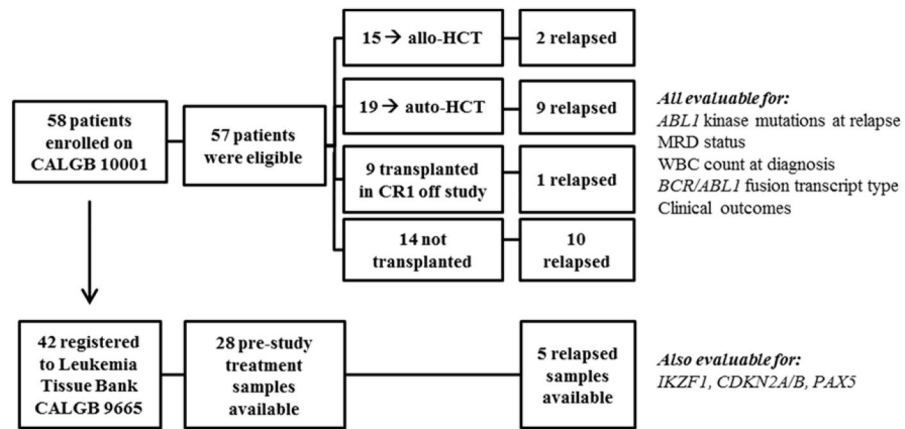 58 patients
enrolled on
CALGB 10001
57 patients
were eligible
15 → allo-HCT
2 relapsed
19 → auto-HCT
9 relapsed
9 transplanted
in CR1 off study
1 relapsed
14 not
transplanted
10
relapsed
All evaluable for:
ABL1 kinase mutations at relapse
MRD status
WBC count at diagnosis
BCR/ABL1 fusion transcript type
Clinical outcomes
42 registered
to Leukemia
Tissue Bank
CALGB 9665
28 pre-study
treatment
samples
available
5 relapsed
samples
available
Also evaluable for:
IKZF1, CDKN2A/B, PAX5